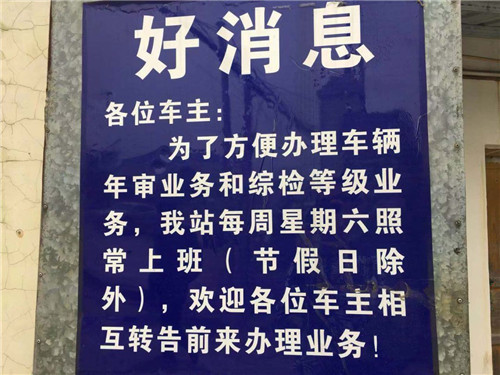 好消息
各位车主：
为了方便办理车辆
年审业务和综检等级业
务，我站每周星期六照
常上班（节假日除
外），欢迎各位车主相
互转告前来办理业务！